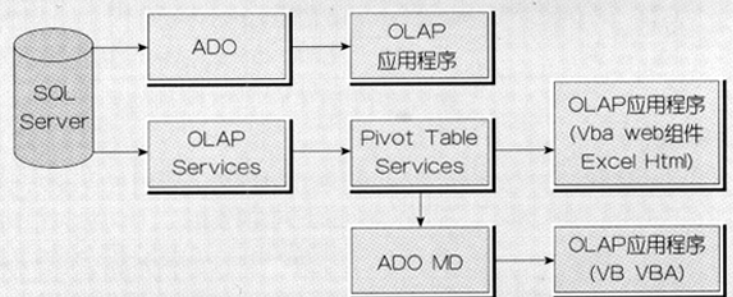 SQL
Server
ADO
OLAP
应用程序
OLAP
Services
Pivot Table
Services
OLAP应用程序
(Vba web组件
Excel Html)
ADO MD
OLAP应用程序
(VB VBA)